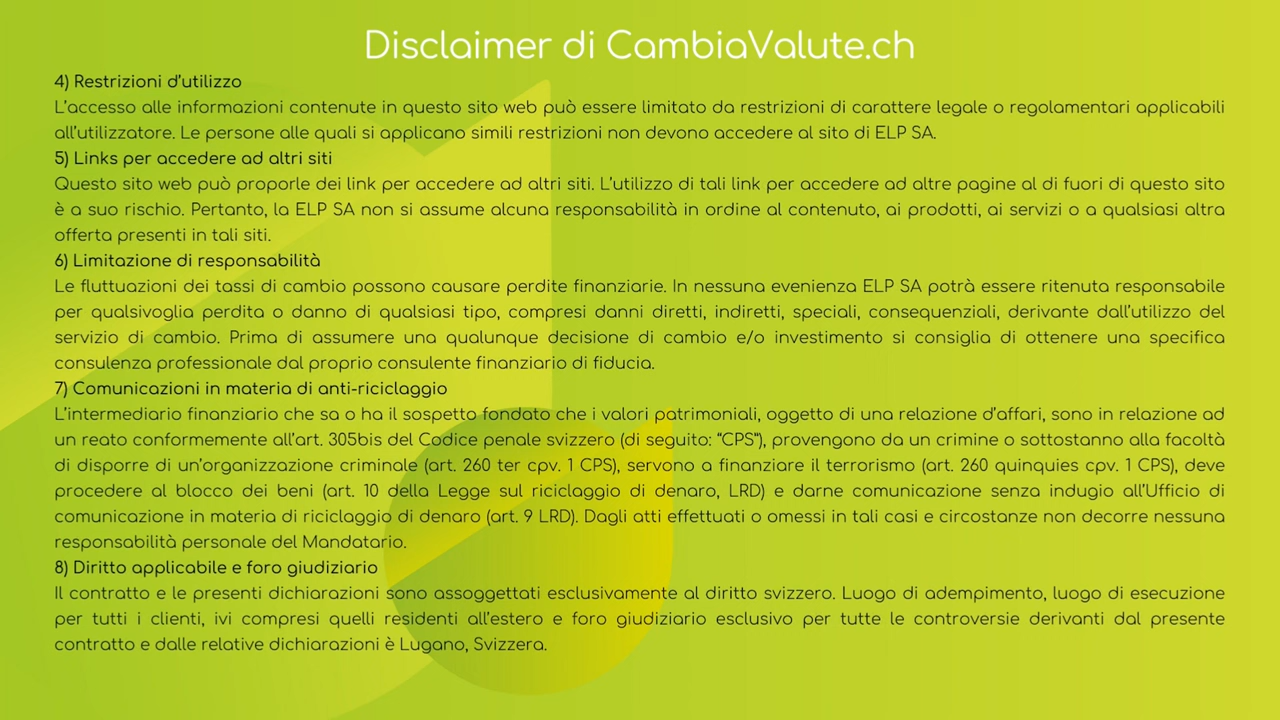 Disclaimer di CambiaValute.ch
4) Restrizioni d'utilizzo
L'accesso alle informazioni contenute in questo sito web può essere limitato da restrizioni di carattere legale o regolamentari applicabili
all'utilizzatore. Le persone alle quali si applicano simili restrizioni non devono accedere al sito di ELP SA.
5) Links per accedere ad altri siti
Questo sito web può proporle dei link per accedere ad altri siti. L'utilizzo di tali link per accedere ad altre pagine al di fuori di questo sito
è a suo rischio. Pertanto, la ELP SA non si assume alcuna responsabilità in ordine al contenuto, ai prodotti, ai servizi o a qualsiasi altra
offerta presenti in tali siti.
6) Limitazione di responsabilità
Le fluttuazioni dei tassi di cambio possono causare perdite finanziarie. In nessuna evenienza ELP SA potrà essere ritenuta responsabile
per qualsivoglia perdita o danno di qualsiasi tipo, compresi danni diretti, indiretti, speciali, consequenziali, derivante dall'utilizzo del
servizio di cambio. Prima di assumere una qualunque decisione di cambio e/o investimento si consiglia di ottenere una specifica
consulenza professionale dal proprio consulente finanziario di fiducia.
7) Comunicazioni in materia di anti-riciclaggio
L'intermediario finanziario che sa o ha il sospetto fondato che i valori patrimoniali, oggetto di una relazione d'affari, sono in relazione ad
un reato conformemente all'art. 305bis del Codice penale svizzero (di seguito: "CPS"), provengono da un crimine o sottostanno alla facoltà
di disporre di un'organizzazione criminale (art. 260 ter cpv. 1 CPS), servono a finanziare il terrorismo (art. 260 quinquies cpv. 1 CPS), deve
procedere al blocco dei beni (art. 10 della Legge sul riciclaggio di denaro, LRD) e darne comunicazione senza indugio all'Ufficio di
comunicazione in materia di riciclaggio di denaro (art. 9 LRD). Dagli atti effettuati o omessi in tali casi e circostanze non decorre nessuna
responsabilità personale del Mandatario.
8) Diritto applicabile e foro giudiziario
Il contratto e le presenti dichiarazioni sono assoggettati esclusivamente al diritto svizzero. Luogo di adempimento, luogo di esecuzione
per tutti i clienti, ivi compresi quelli residenti all'estero e foro giudiziario esclusivo per tutte le controversie derivanti dal presente
contratto e dalle relative dichiarazioni è Lugano, Svizzera.